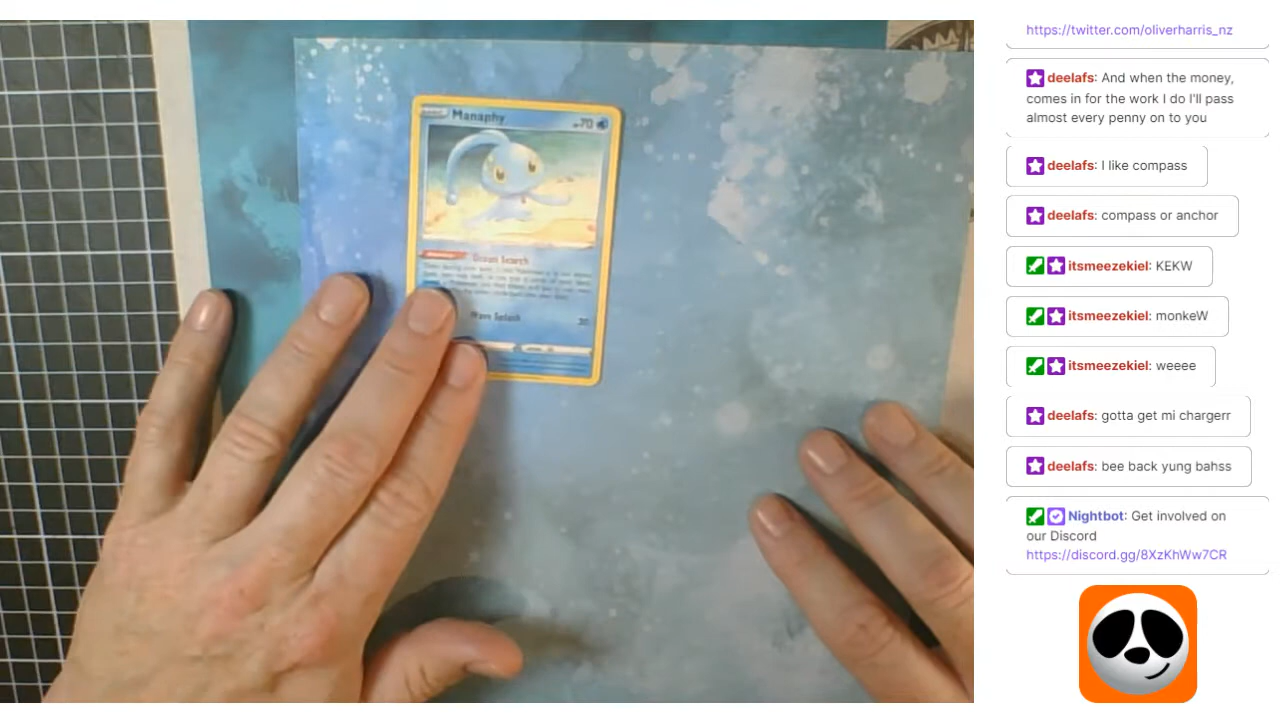 Manaphy
70
Ocean Search
Wave Splash
20
https://twitter.com/oliverharris_nz
deelafs: And when the money,
comes in for the work I do I'll pass
almost every penny on to you
deelafs: I like compass
deelafs: compass or anchor
itsmeezekiel: KEKW
itsmeezekiel: monkeW
itsmeezekiel: weeee
deelafs: gotta get mi chargerr
deelafs: bee back yung bahss
Nightbot: Get involved on
our Discord
https://discord.gg/8XzKhWw7CR